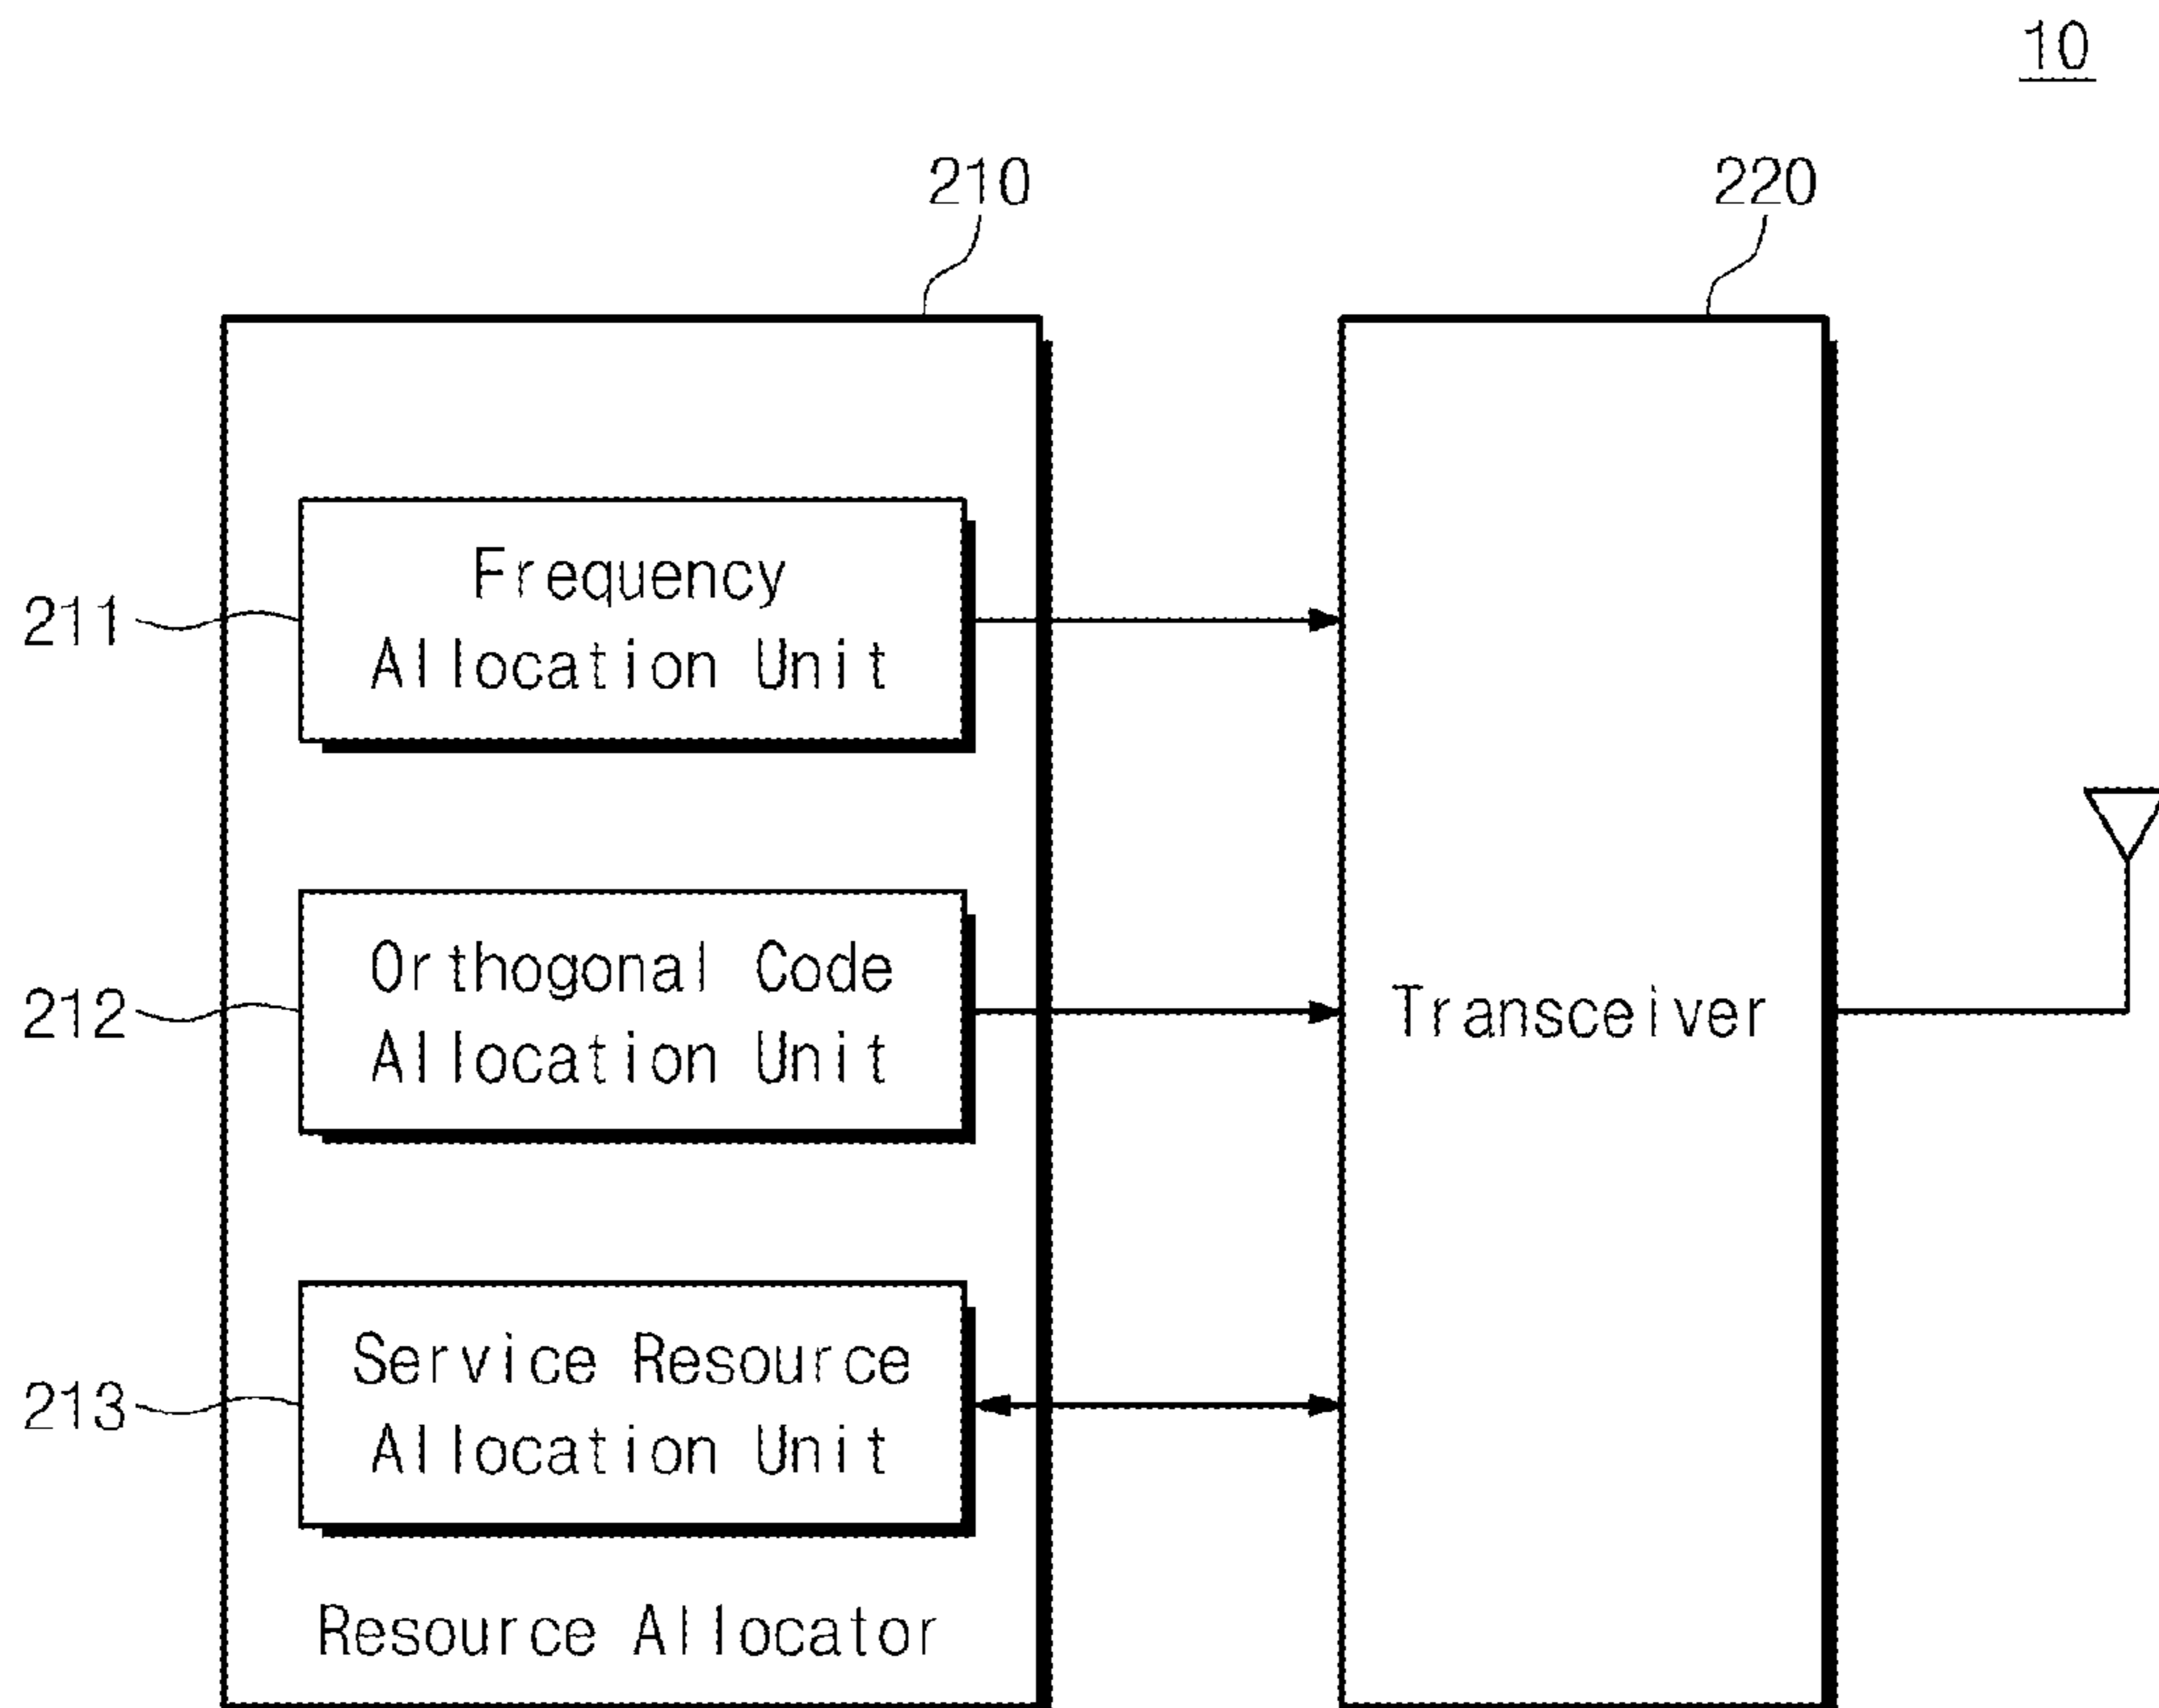 10
210
220
Frequency
Allocation Unit
211
Orthogonal Code
Allocation Unit
212
Transceiver
Service Resource
Allocation Unit
213
Resource Allocator